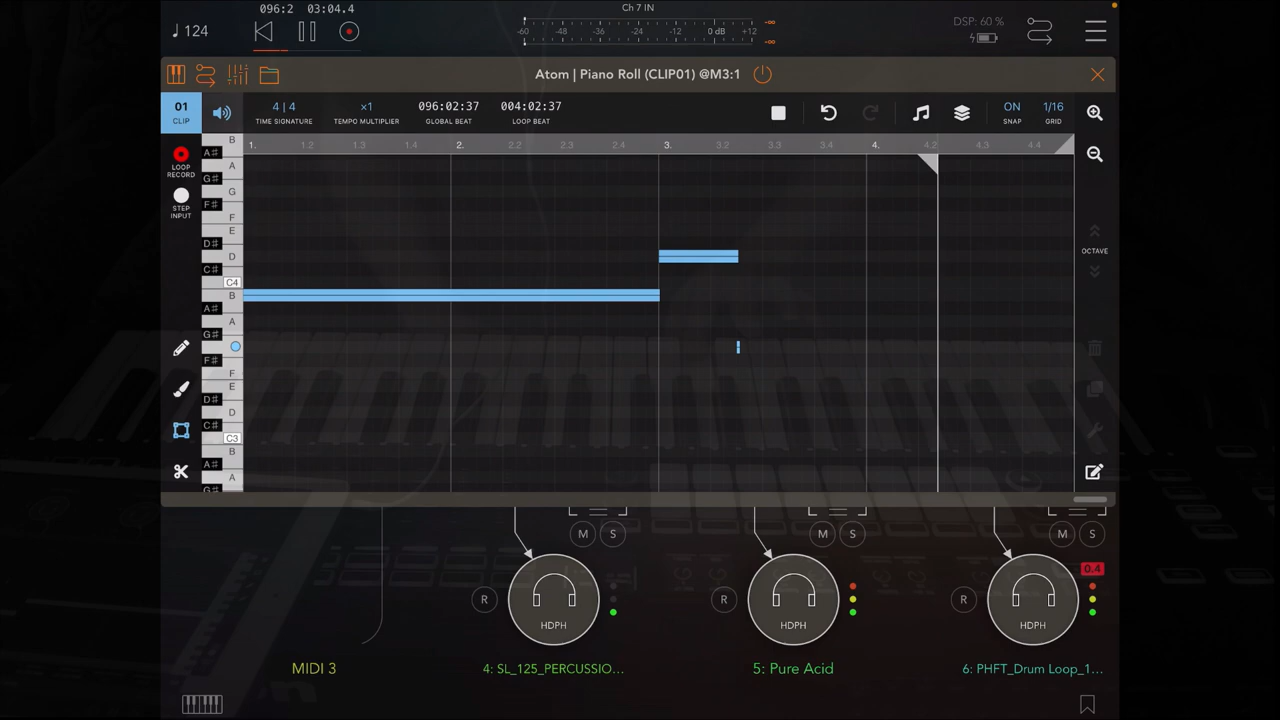 096:2 03:04.4
Ch 7 IN
♩ 124
-60 -48 -36 -24 -12 0 dB +12
-∞
-∞
DSP: 60 %
Atom | Piano Roll (CLIP01) @M3:1
01
CLIP
4 | 4
TIME SIGNATURE
×1
TEMPO MULTIPLIER
096:02:37
GLOBAL BEAT
004:02:37
LOOP BEAT
ON
SNAP
1/16
GRID
1. 1.2 1.3 1.4 2. 2.2 2.3 2.4 3. 3.2 3.3 3.4 4. 4.2 4.3 4.4
LOOP
RECORD
STEP
INPUT
B
A#
A
G#
G
F#
F
E
D#
D
C#
C4
B
A#
A
G#
F#
F
E
D#
D
C#
C3
B
A#
A
G#
OCTAVE
M S
M S
M S
0.4
R
HDPH
R
HDPH
R
HDPH
MIDI 3
4: SL_125_PERCUSSIO...
5: Pure Acid
6: PHFT_Drum Loop_1...